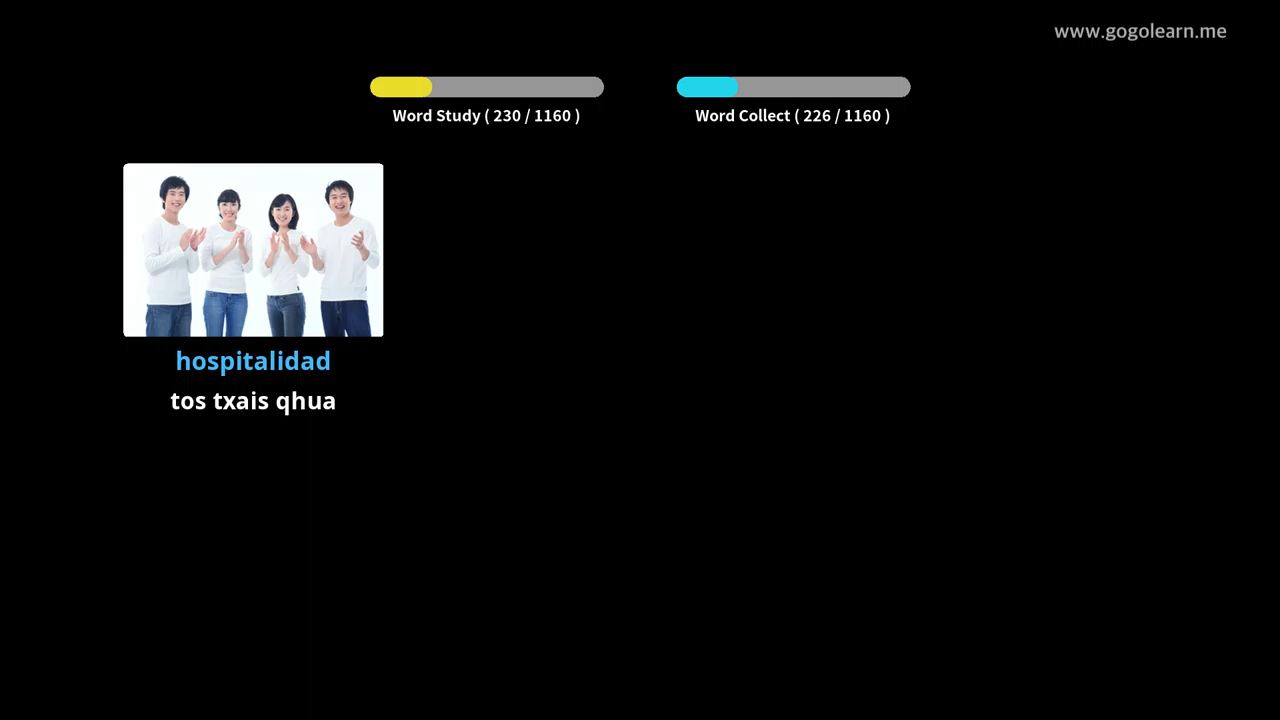 www.gogolearn.me
Word Study ( 230 / 1160 )
Word Collect ( 226 / 1160 )
hospitalidad
tos txais qhua